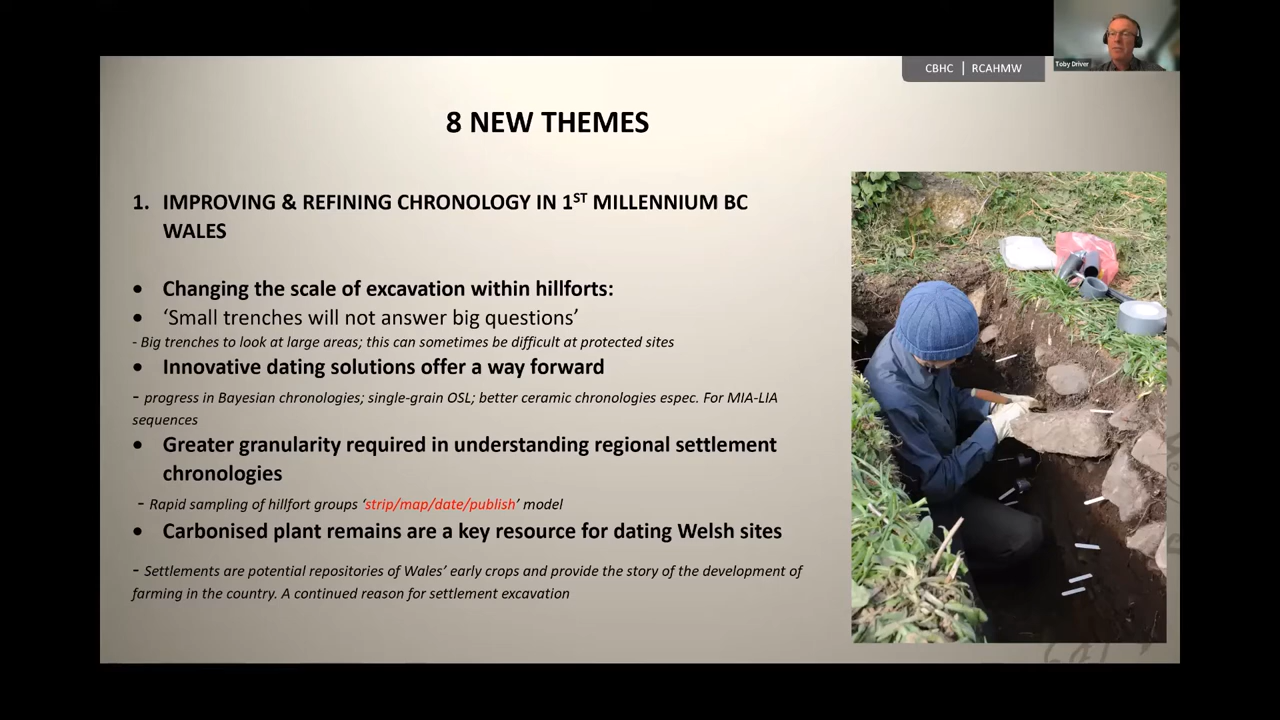 Toby Driver
CBHC | RCAHMW
8 NEW THEMES
1. IMPROVING & REFINING CHRONOLOGY IN 1ST MILLENNIUM BC
WALES
• Changing the scale of excavation within hillforts:
• ‘Small trenches will not answer big questions’
- Big trenches to look at large areas; this can sometimes be difficult at protected sites
• Innovative dating solutions offer a way forward
- progress in Bayesian chronologies; single-grain OSL; better ceramic chronologies espec. For MIA-LIA
sequences
• Greater granularity required in understanding regional settlement
chronologies
- Rapid sampling of hillfort groups ‘strip/map/date/publish’ model
• Carbonised plant remains are a key resource for dating Welsh sites
- Settlements are potential repositories of Wales’ early crops and provide the story of the development of
farming in the country. A continued reason for settlement excavation